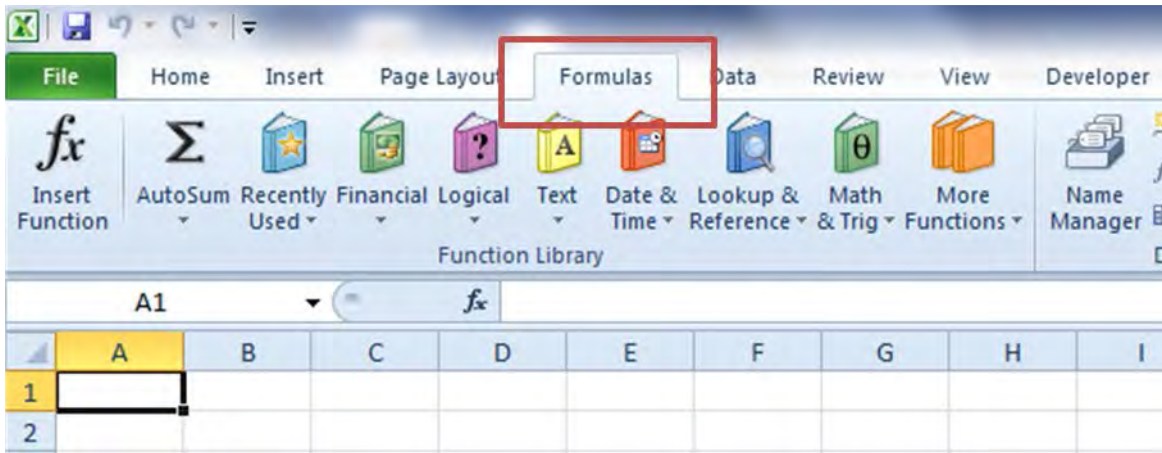 File Home Insert Page Layout Formulas Data Review View Developer
fx Σ ? A θ
Insert AutoSum Recently Financial Logical Text Date & Lookup & Math More Name
Function Used Time Reference & Trig Functions Manager
Function Library
A1 fx
A B C D E F G H I
1
2